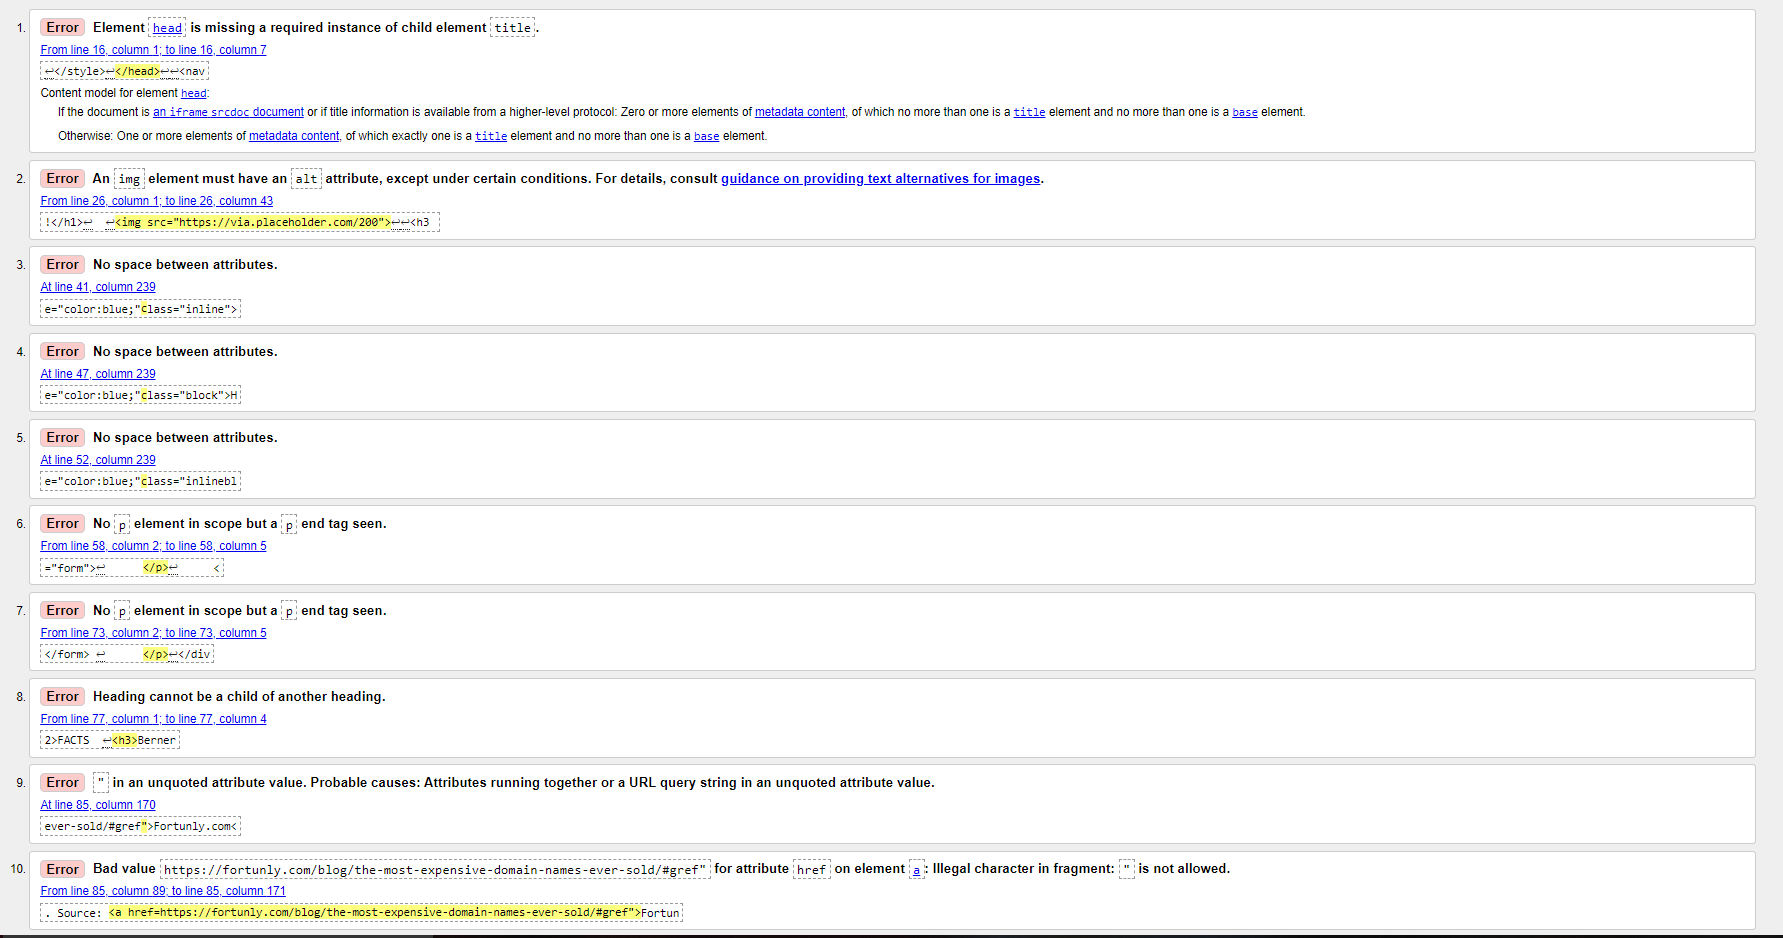 1. Error Element head is missing a required instance of child element title.
From line 16, column 1; to line 16, column 7
↩</style>↩</head>↩↩<nav
Content model for element head:
If the document is an iframe srcdoc document or if title information is available from a higher-level protocol: Zero or more elements of metadata content, of which no more than one is a title element and no more than one is a base element.
Otherwise: One or more elements of metadata content, of which exactly one is a title element and no more than one is a base element.
2. Error An img element must have an alt attribute, except under certain conditions. For details, consult guidance on providing text alternatives for images.
From line 26, column 1; to line 26, column 43
!</h1>↩  ↩<img src="https://via.placeholder.com/200">↩↩<h3
3. Error No space between attributes.
At line 41, column 239
e="color:blue;"class="inline">
4. Error No space between attributes.
At line 47, column 239
e="color:blue;"class="block">H
5. Error No space between attributes.
At line 52, column 239
e="color:blue;"class="inlinebl
6. Error No p element in scope but a p end tag seen.
From line 58, column 2; to line 58, column 5
="form">↩ </p>↩ <
7. Error No p element in scope but a p end tag seen.
From line 73, column 2; to line 73, column 5
</form> ↩ </p>↩</div
8. Error Heading cannot be a child of another heading.
From line 77, column 1; to line 77, column 4
2>FACTS  ↩<h3>Berner
9. Error " in an unquoted attribute value. Probable causes: Attributes running together or a URL query string in an unquoted attribute value.
At line 85, column 170
ever-sold/#gref">Fortunly.com<
10. Error Bad value https://fortunly.com/blog/the-most-expensive-domain-names-ever-sold/#gref" for attribute href on element a: Illegal character in fragment: " is not allowed.
From line 85, column 89; to line 85, column 171
. Source: <a href=https://fortunly.com/blog/the-most-expensive-domain-names-ever-sold/#gref">Fortun